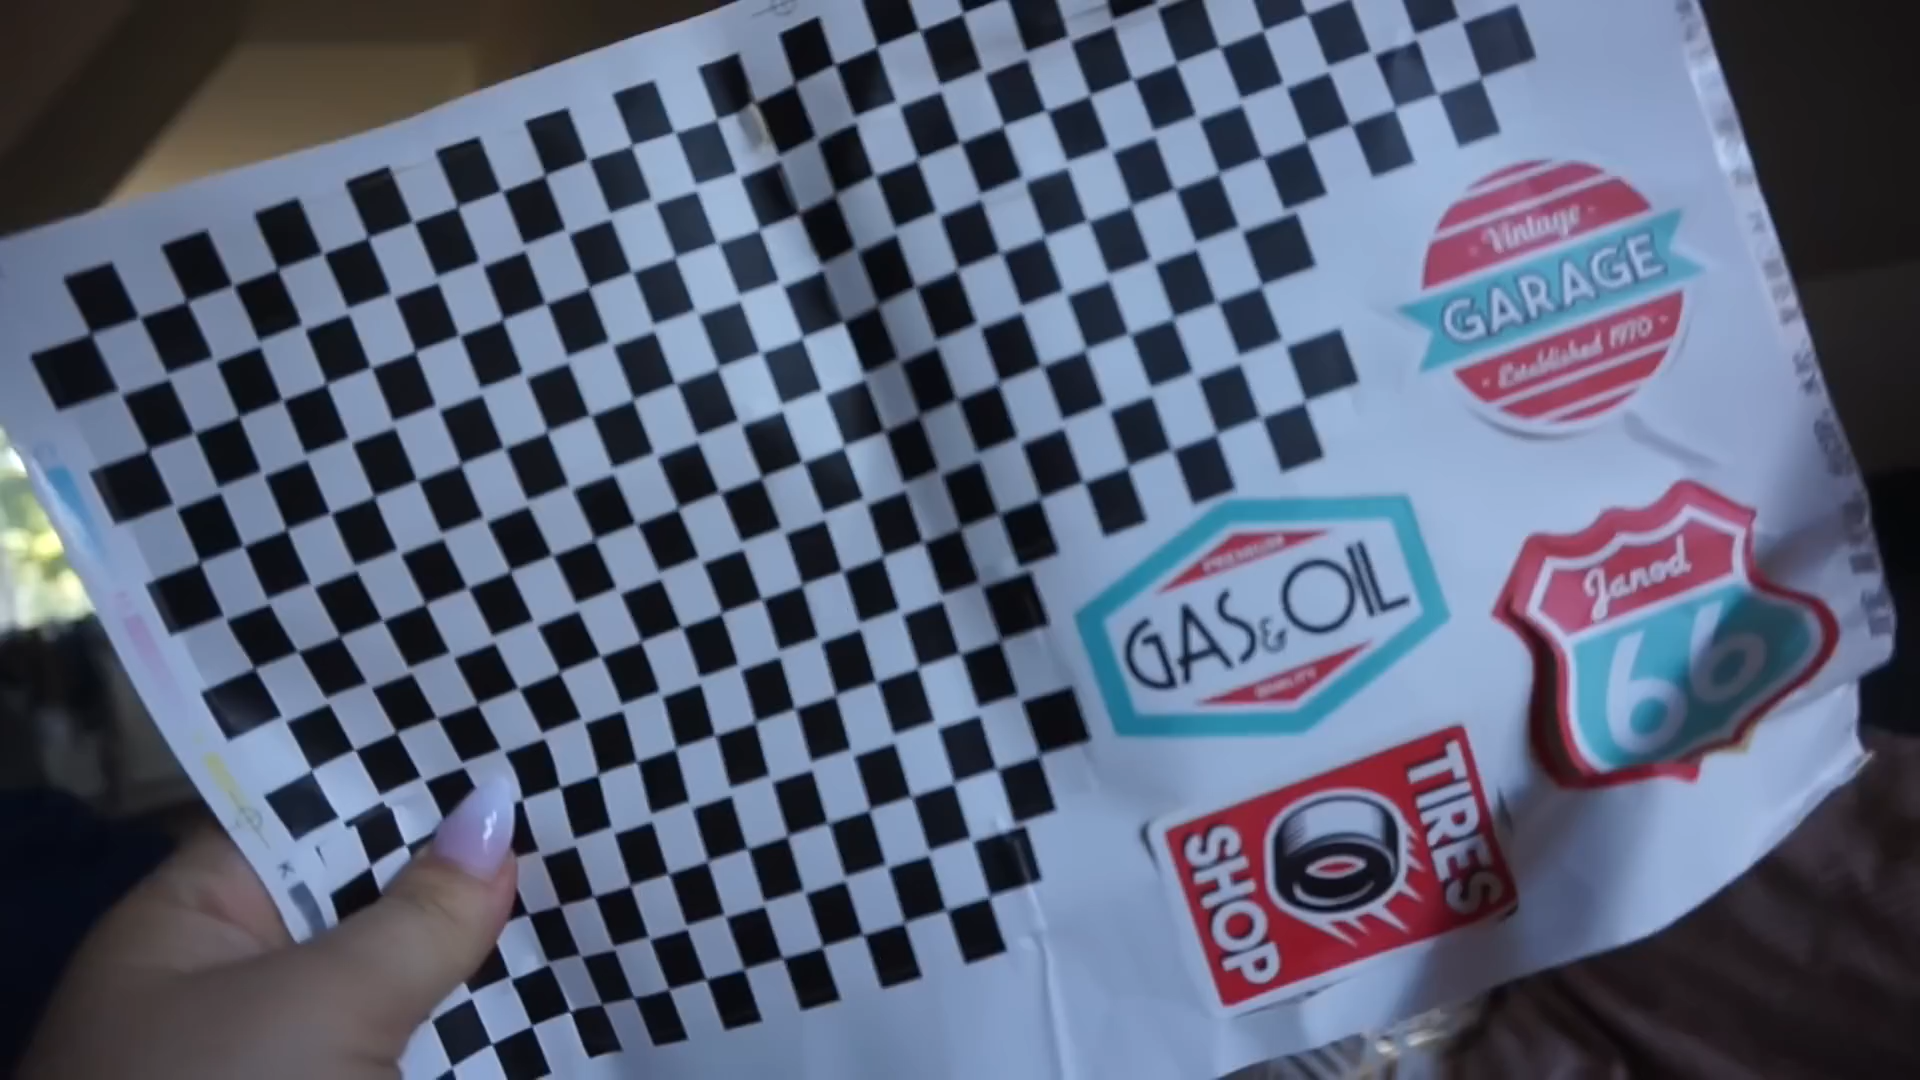 - Vintage -
GARAGE
- Established 1970 -
PREMIUM
GAS & OIL
QUALITY
Janod
66
TIRES
SHOP
K